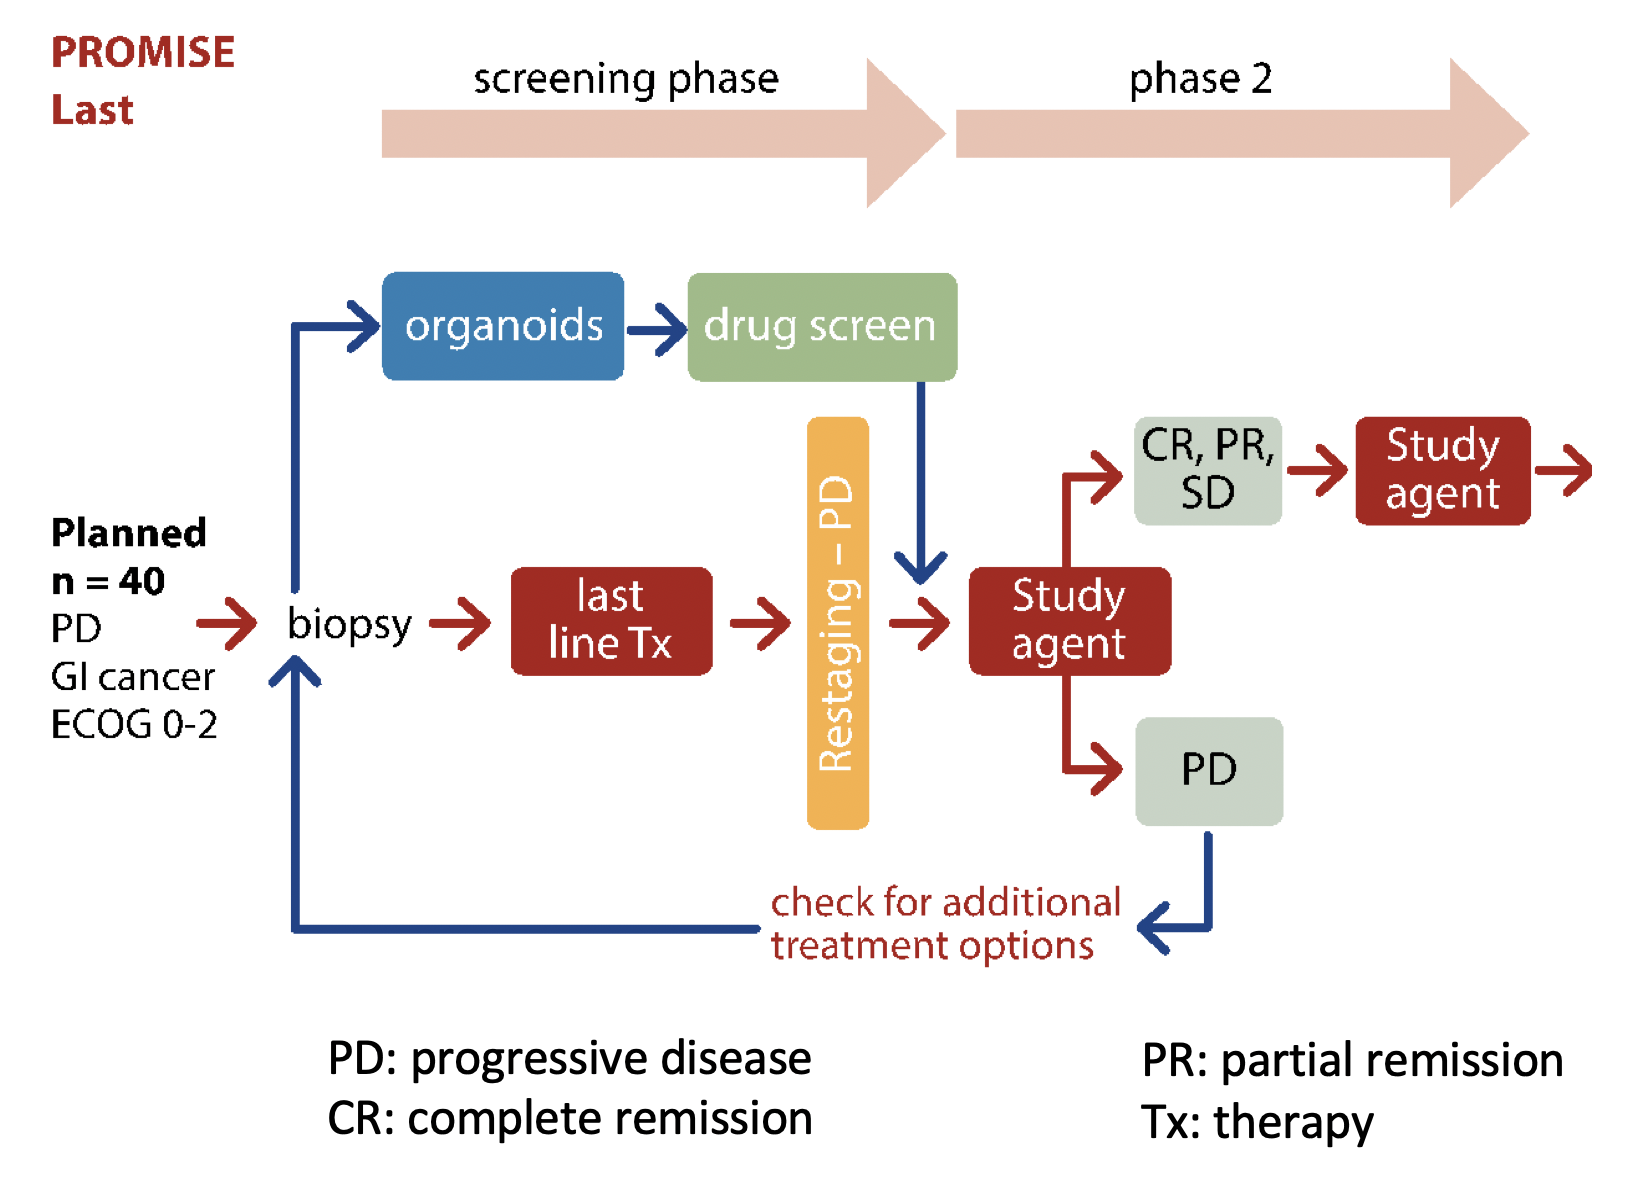 PROMISE
Last
screening phase
phase 2
organoids
drug screen
CR, PR,
SD
Study
agent
Planned
n = 40
PD
GI cancer
ECOG 0-2
biopsy
last
line Tx
Restaging – PD
Study
agent
PD
check for additional
treatment options
PD: progressive disease
CR: complete remission
PR: partial remission
Tx: therapy